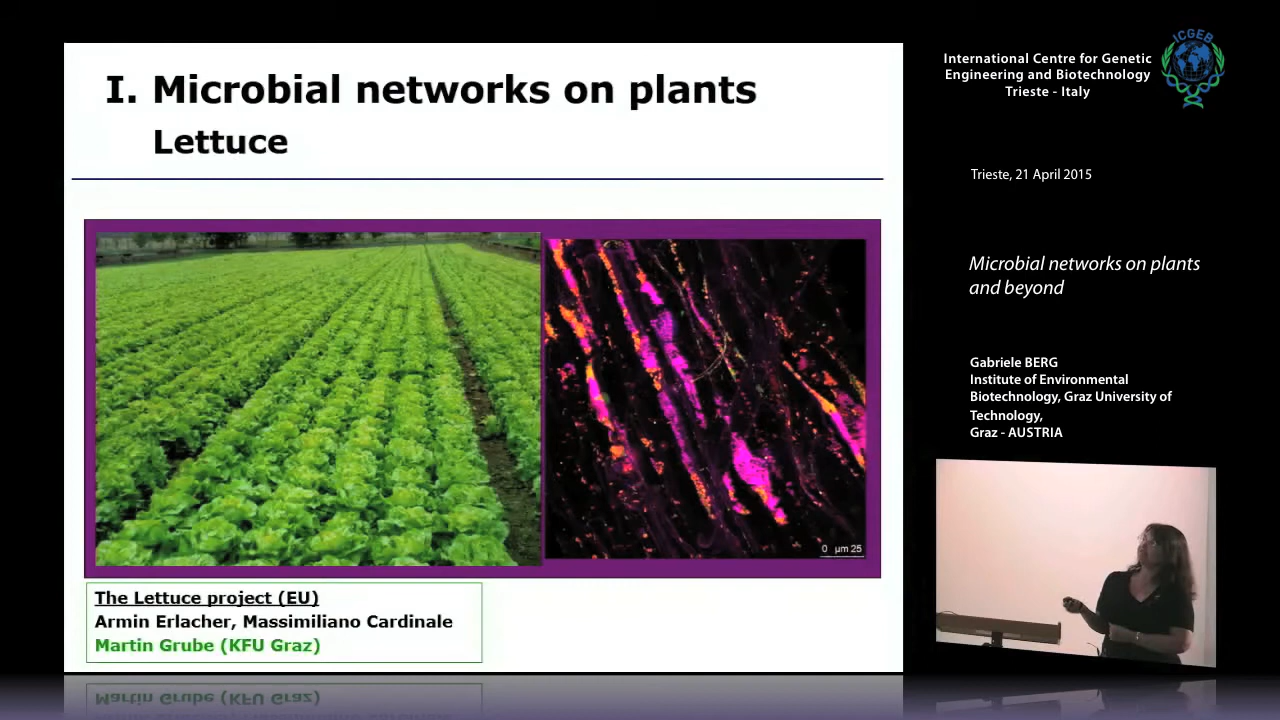 I. Microbial networks on plants
Lettuce
0 µm 25
The Lettuce project (EU)
Armin Erlacher, Massimiliano Cardinale
Martin Grube (KFU Graz)
International Centre for Genetic
Engineering and Biotechnology
Trieste - Italy
ICGEB
Trieste, 21 April 2015
Microbial networks on plants
and beyond
Gabriele BERG
Institute of Environmental
Biotechnology, Graz University of
Technology,
Graz - AUSTRIA